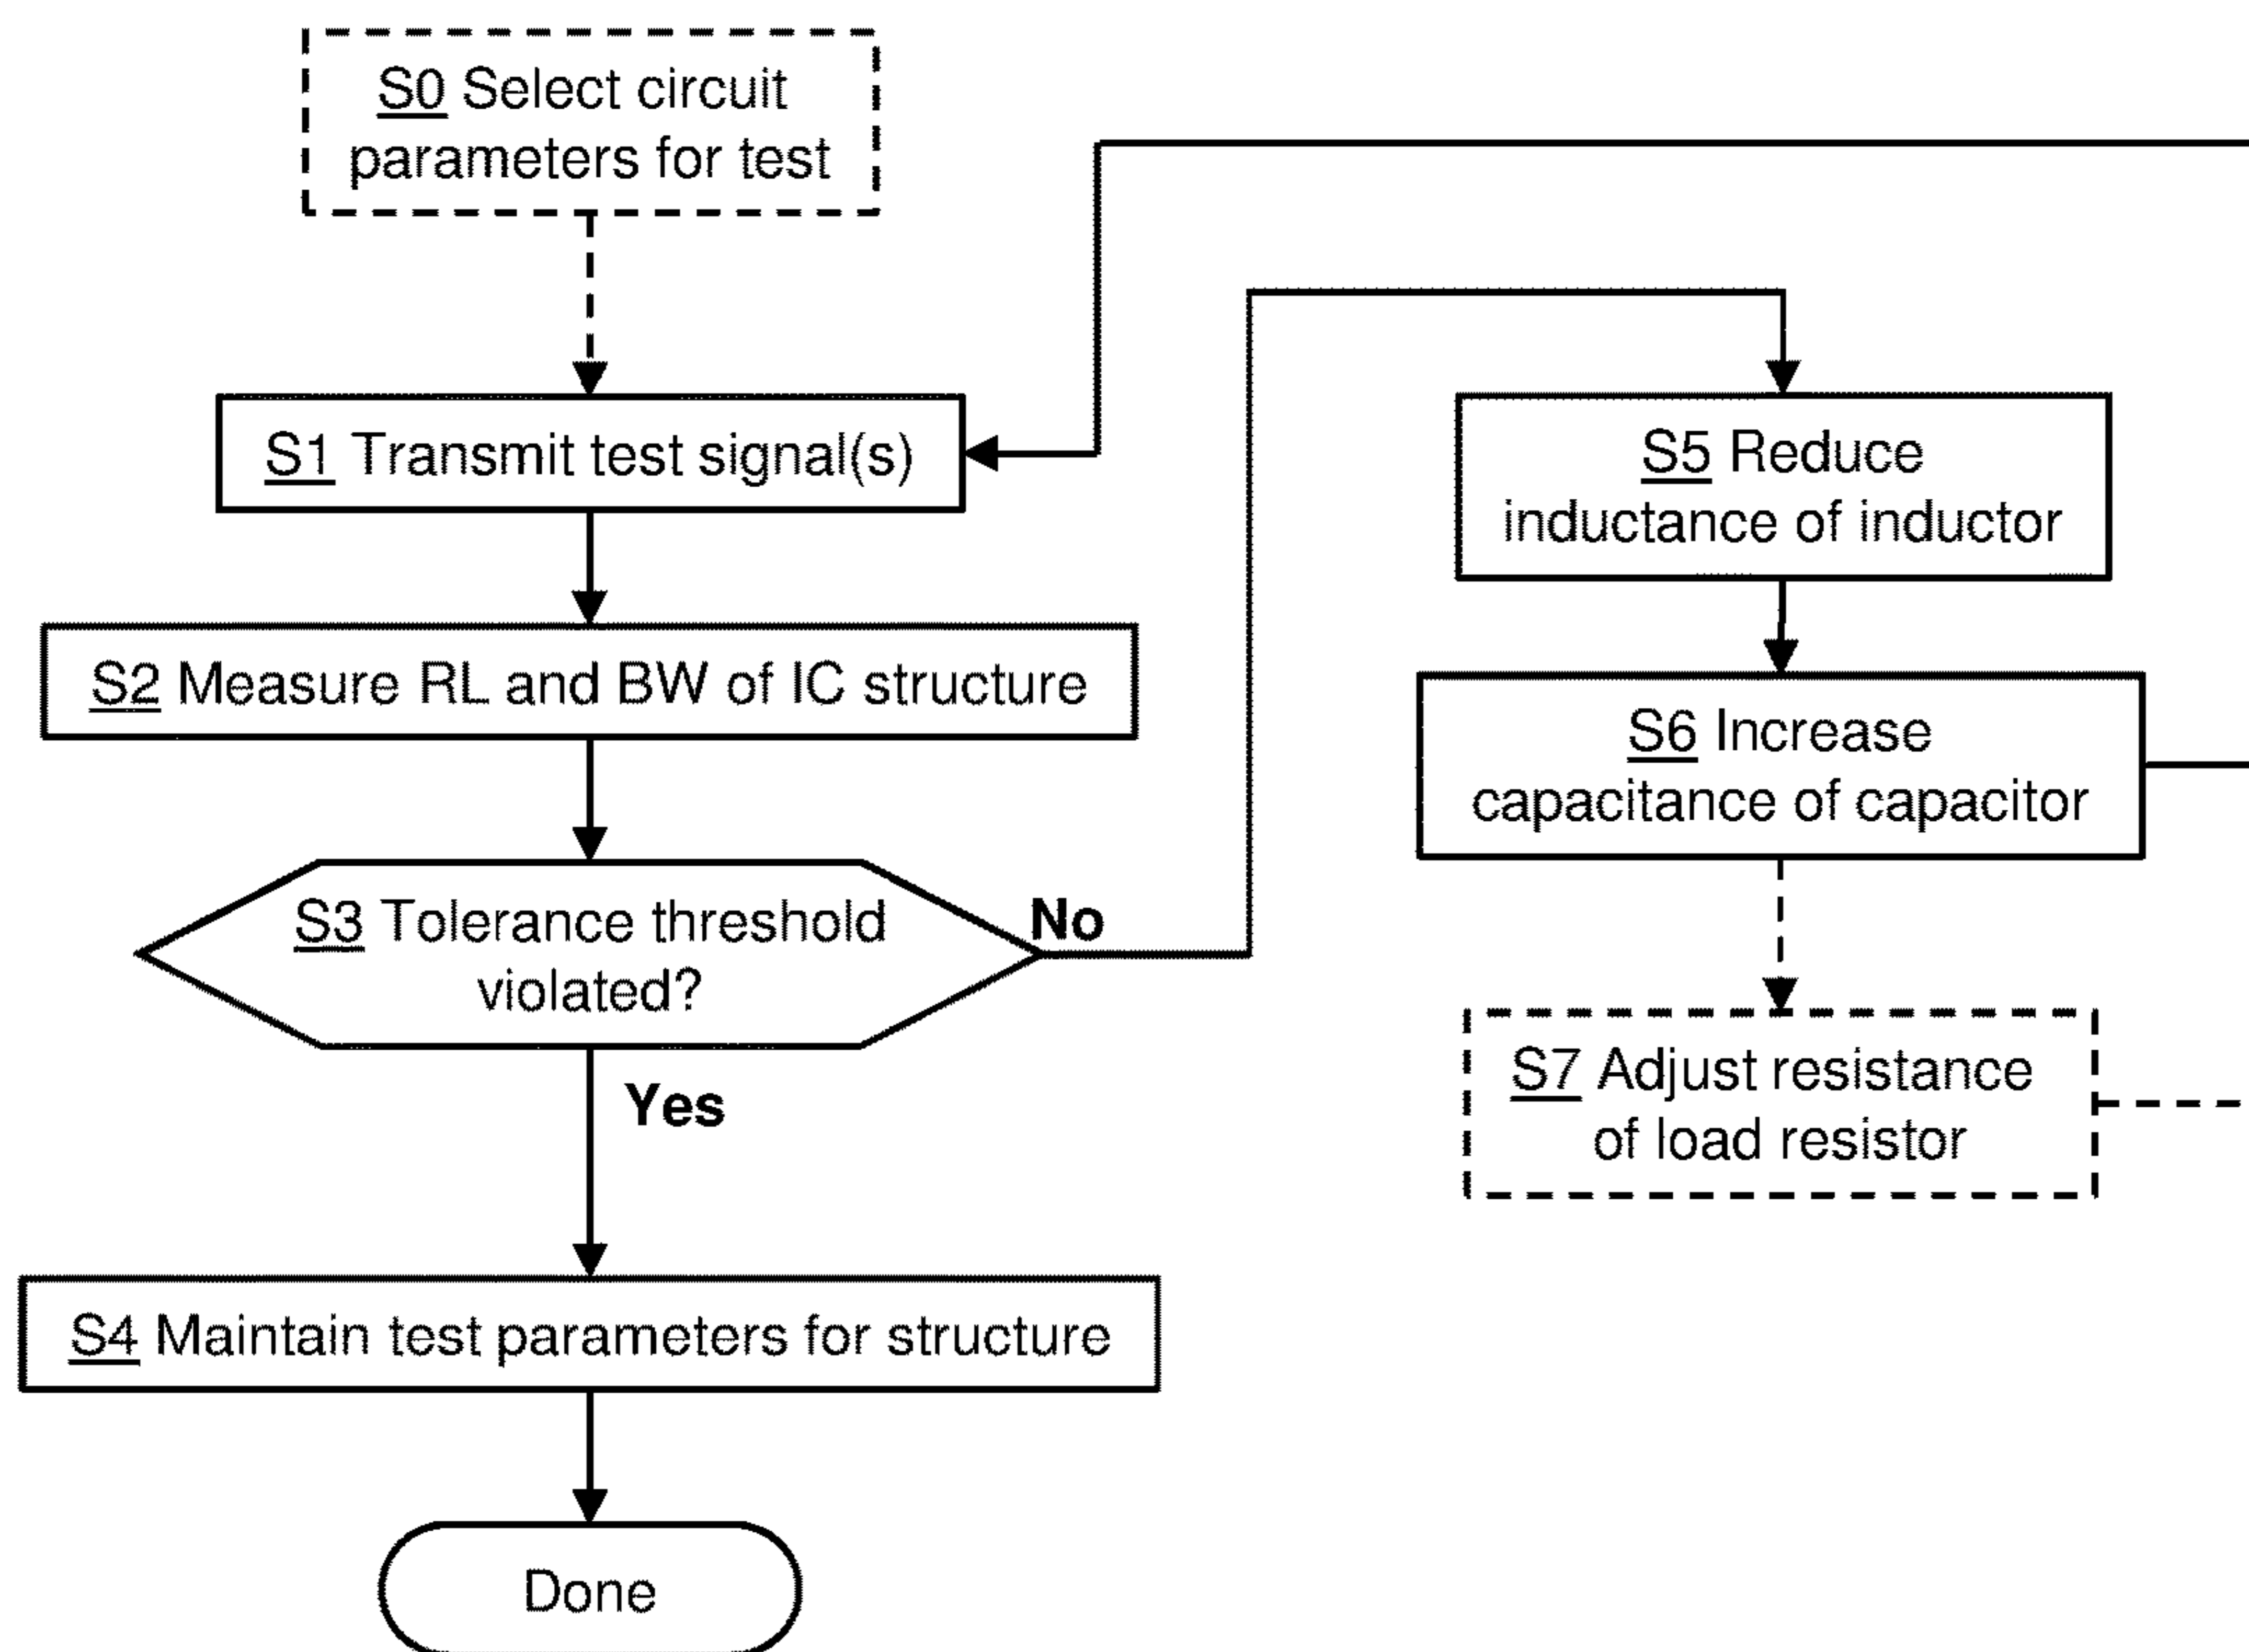 S0 Select circuit
parameters for test
S1 Transmit test signal(s)
S2 Measure RL and BW of IC structure
S3 Tolerance threshold
violated?
No
Yes
S4 Maintain test parameters for structure
Done
S5 Reduce
inductance of inductor
S6 Increase
capacitance of capacitor
S7 Adjust resistance
of load resistor